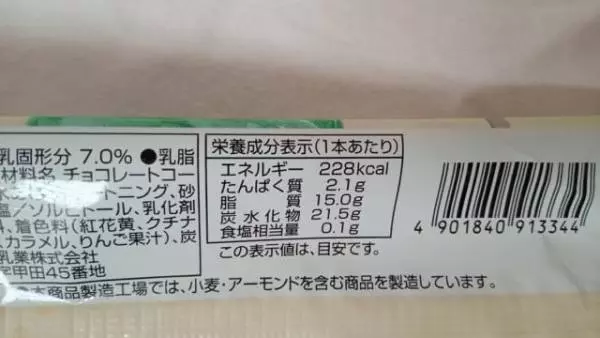 乳固形分 7.0% ●乳脂
材料名 チョコレートコー
トニング、砂
塩/ソルビトール、乳化剤
、着色料(紅花黄、クチナ
カラメル、りんご果汁)、炭
乳業株式会社
字甲田45番地
栄養成分表示(1本あたり)
エネルギー 228kcal
たんぱく質 2.1g
脂質 15.0g
炭水化物 21.5g
食塩相当量 0.1g
この表示値は、目安です。
本商品製造工場では、小麦・アーモンドを含む商品を製造しています。
4 901840 913344